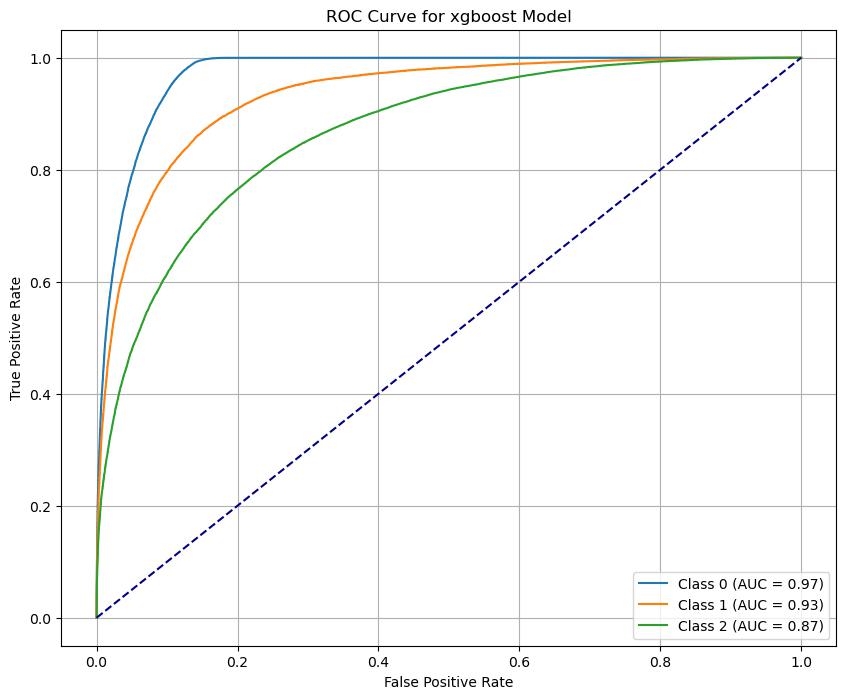 ROC Curve for xgboost Model
True Positive Rate
1.0
0.8
0.6
0.4
0.2
0.0
0.0 0.2 0.4 0.6 0.8 1.0
False Positive Rate
Class 0 (AUC = 0.97)
Class 1 (AUC = 0.93)
Class 2 (AUC = 0.87)